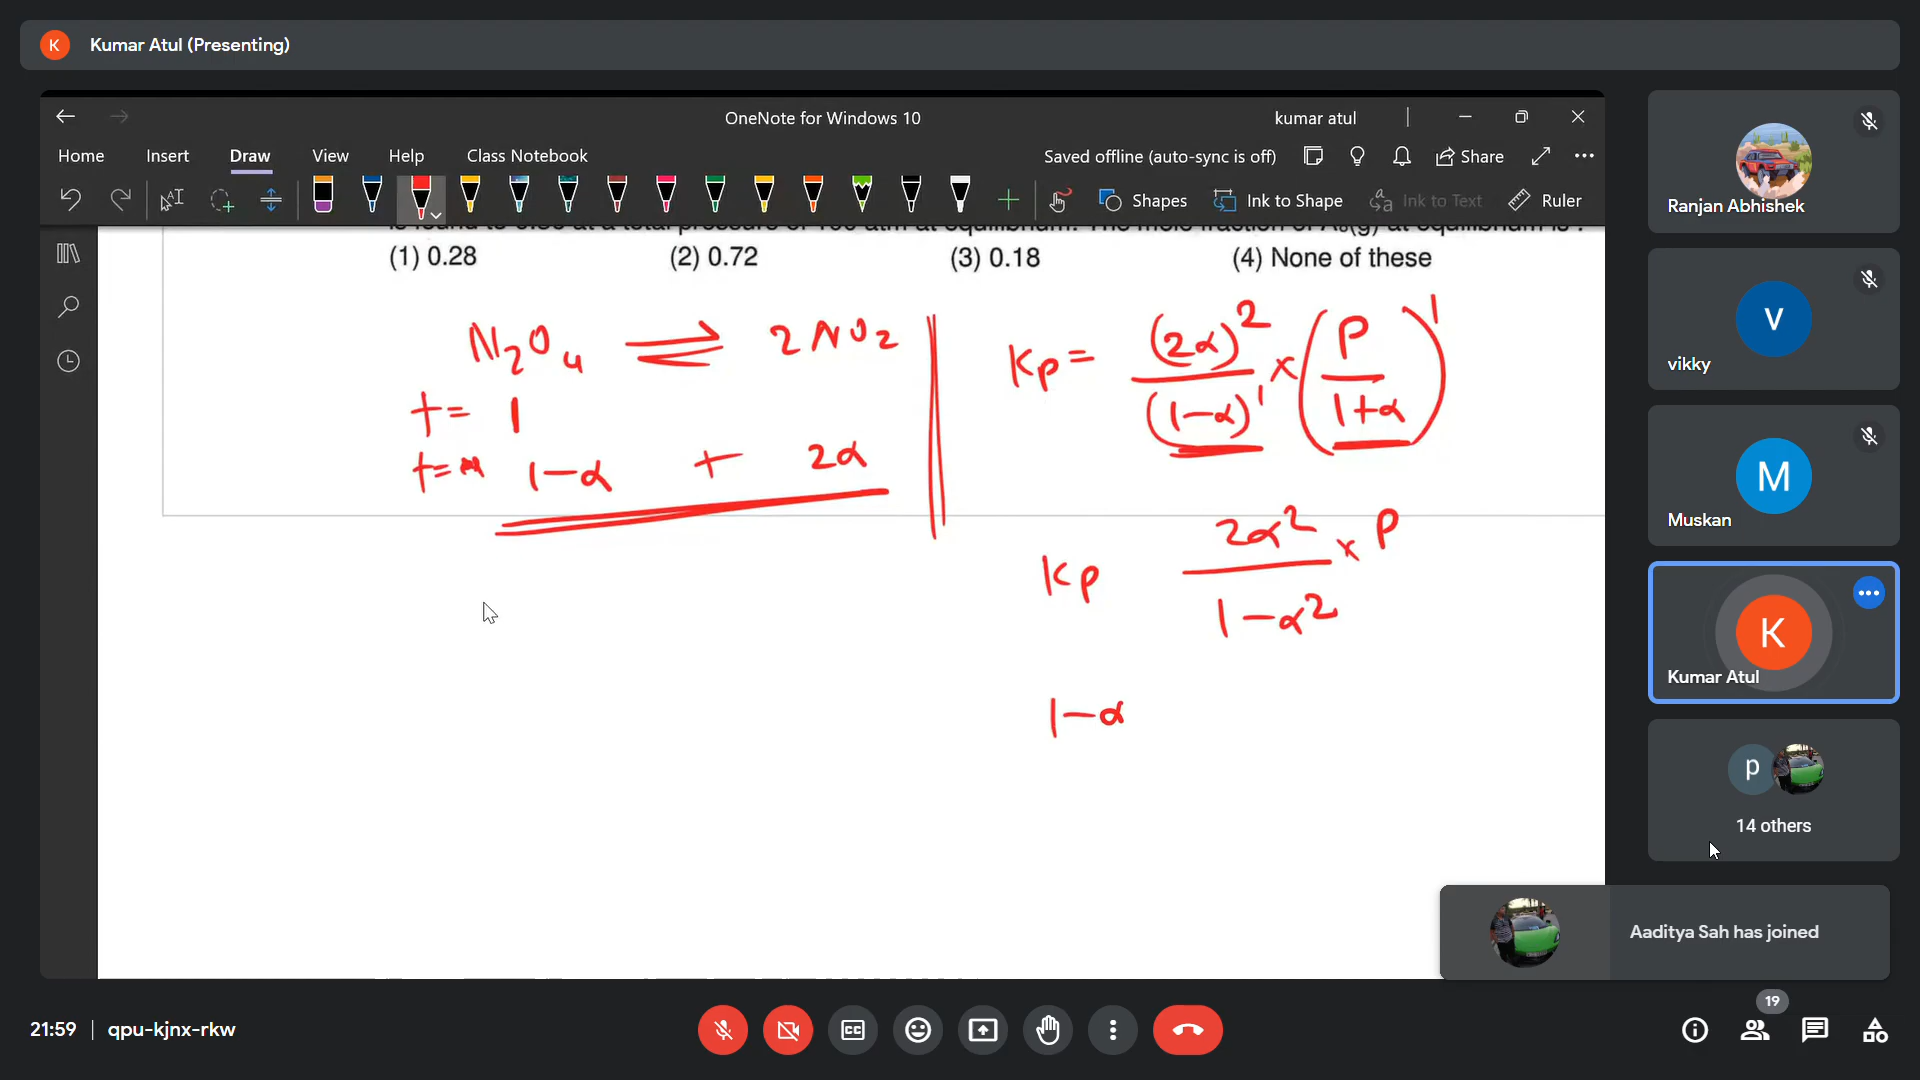 K Kumar Atul (Presenting)
OneNote for Windows 10
kumar atul
Home Insert Draw View Help Class Notebook
Saved offline (auto-sync is off) Share
Shapes Ink to Shape Ink to Text Ruler
(1) 0.28 (2) 0.72 (3) 0.18 (4) None of these
N₂O₄ ⇌ 2NO₂
t= 1
t= 1-α + 2α
Kp= (2α)²/(1-α)¹ × (P/1+α)¹
Kp 2α²/1-α² × P
1-α
Ranjan Abhishek
V
vikky
M
Muskan
K
Kumar Atul
p
14 others
Aaditya Sah has joined
21:59 | qpu-kjnx-rkw
CC
19